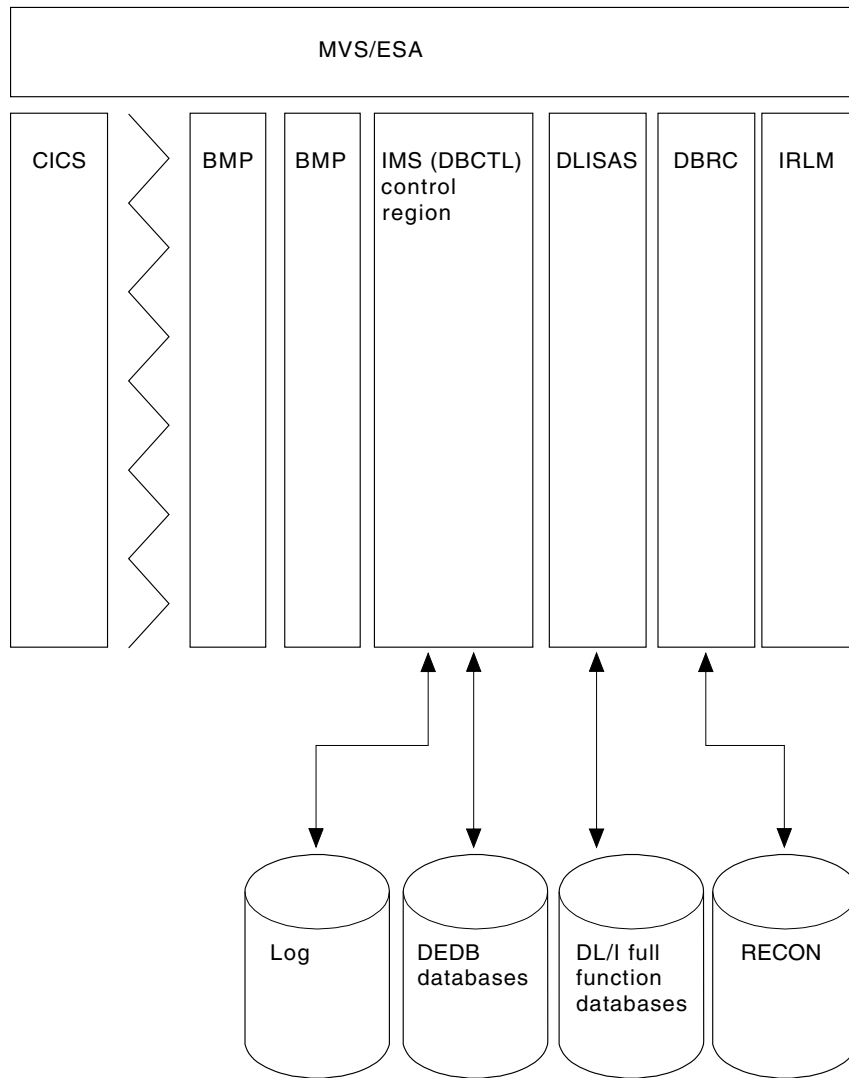 MVS/ESA
CICS
BMP
BMP
IMS (DBCTL)
control
region
DLISAS
DBRC
IRLM
Log
DEDB
databases
DL/I full
function
databases
RECON